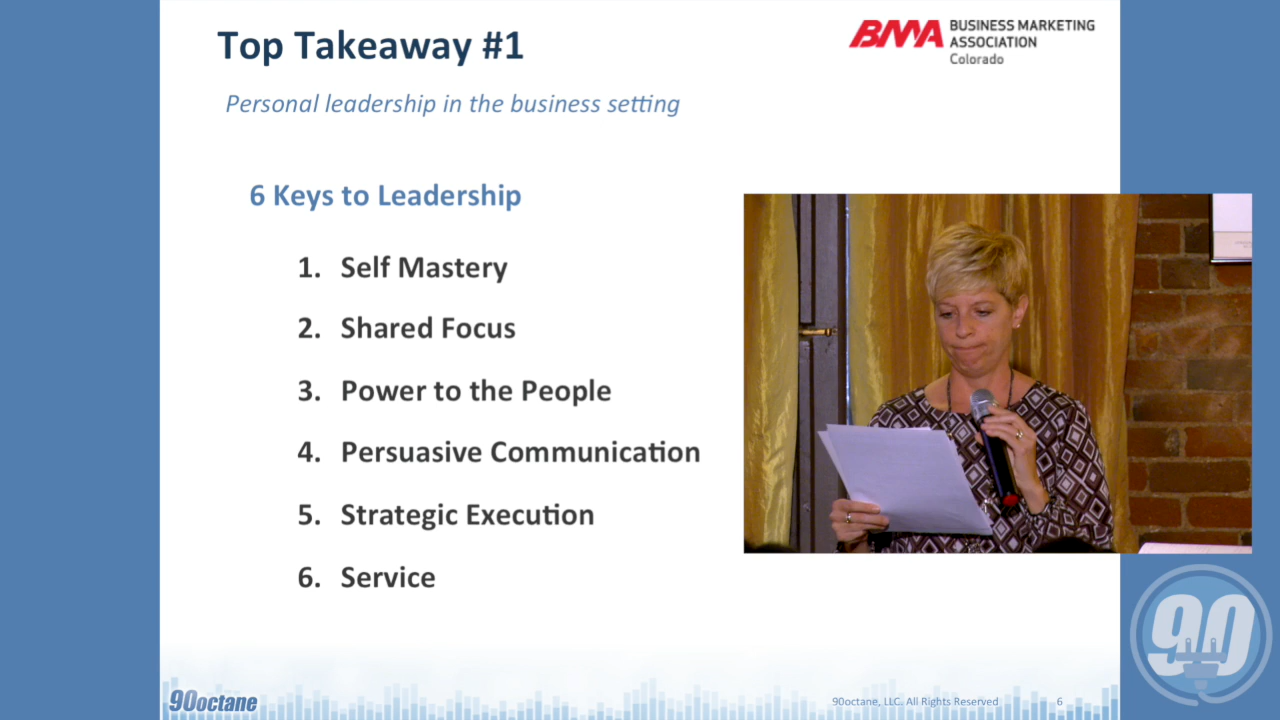 Top Takeaway #1
BMA BUSINESS MARKETING
ASSOCIATION
Colorado
Personal leadership in the business setting
6 Keys to Leadership
1. Self Mastery
2. Shared Focus
3. Power to the People
4. Persuasive Communication
5. Strategic Execution
6. Service
90
90octane
90octane, LLC. All Rights Reserved 6